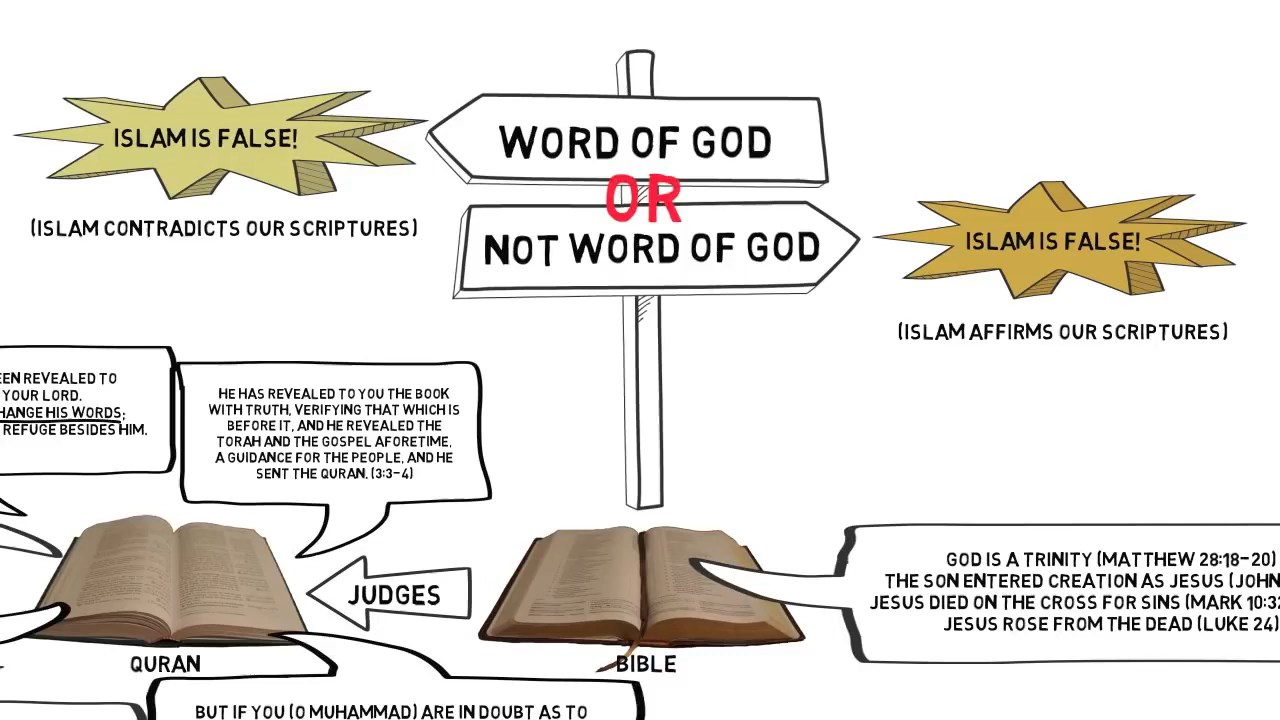 ISLAM IS FALSE!
(ISLAM CONTRADICTS OUR SCRIPTURES)
WORD OF GOD
OR
NOT WORD OF GOD
ISLAM IS FALSE!
(ISLAM AFFIRMS OUR SCRIPTURES)
EEN REVEALED TO
YOUR LORD.
HANGE HIS WORDS;
REFUGE BESIDES HIM.
HE HAS REVEALED TO YOU THE BOOK
WITH TRUTH, VERIFYING THAT WHICH IS
BEFORE IT, AND HE REVEALED THE
TORAH AND THE GOSPEL AFORETIME,
A GUIDANCE FOR THE PEOPLE, AND HE
SENT THE QURAN. (3:3-4)
JUDGES
GOD IS A TRINITY (MATTHEW 28:18-20)
THE SON ENTERED CREATION AS JESUS (JOHN
JESUS DIED ON THE CROSS FOR SINS (MARK 10:32
JESUS ROSE FROM THE DEAD (LUKE 24)
QURAN
BIBLE
BUT IF YOU (O MUHAMMAD) ARE IN DOUBT AS TO